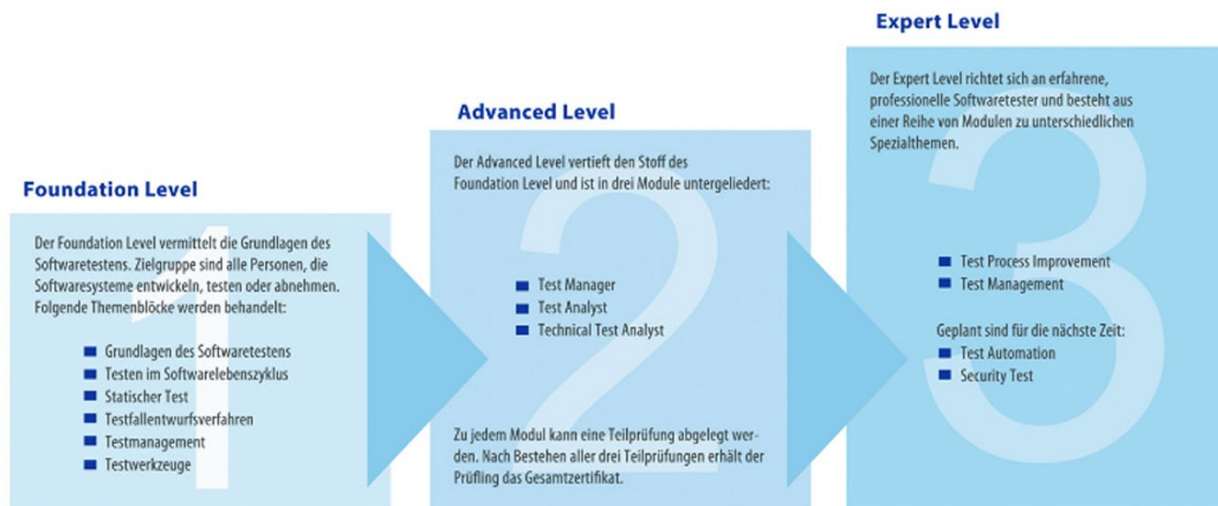 Foundation Level
1
Der Foundation Level vermittelt die Grundlagen des
Softwaretestens. Zielgruppe sind alle Personen, die
Softwaresysteme entwickeln, testen oder abnehmen.
Folgende Themenblöcke werden behandelt:
Grundlagen des Softwaretestens
Testen im Softwarelebenszyklus
Statischer Test
Testfallentwurfsverfahren
Testmanagement
Testwerkzeuge
Advanced Level
2
Der Advanced Level vertieft den Stoff des
Foundation Level und ist in drei Module untergeliedert:
Test Manager
Test Analyst
Technical Test Analyst
Zu jedem Modul kann eine Teilprüfung abgelegt wer-
den. Nach Bestehen aller drei Teilprüfungen erhält der
Prüfling das Gesamtzertifikat.
Expert Level
3
Der Expert Level richtet sich an erfahrene,
professionelle Softwaretester und besteht aus
einer Reihe von Modulen zu unterschiedlichen
Spezialthemen.
Test Process Improvement
Test Management
Geplant sind für die nächste Zeit:
Test Automation
Security Test